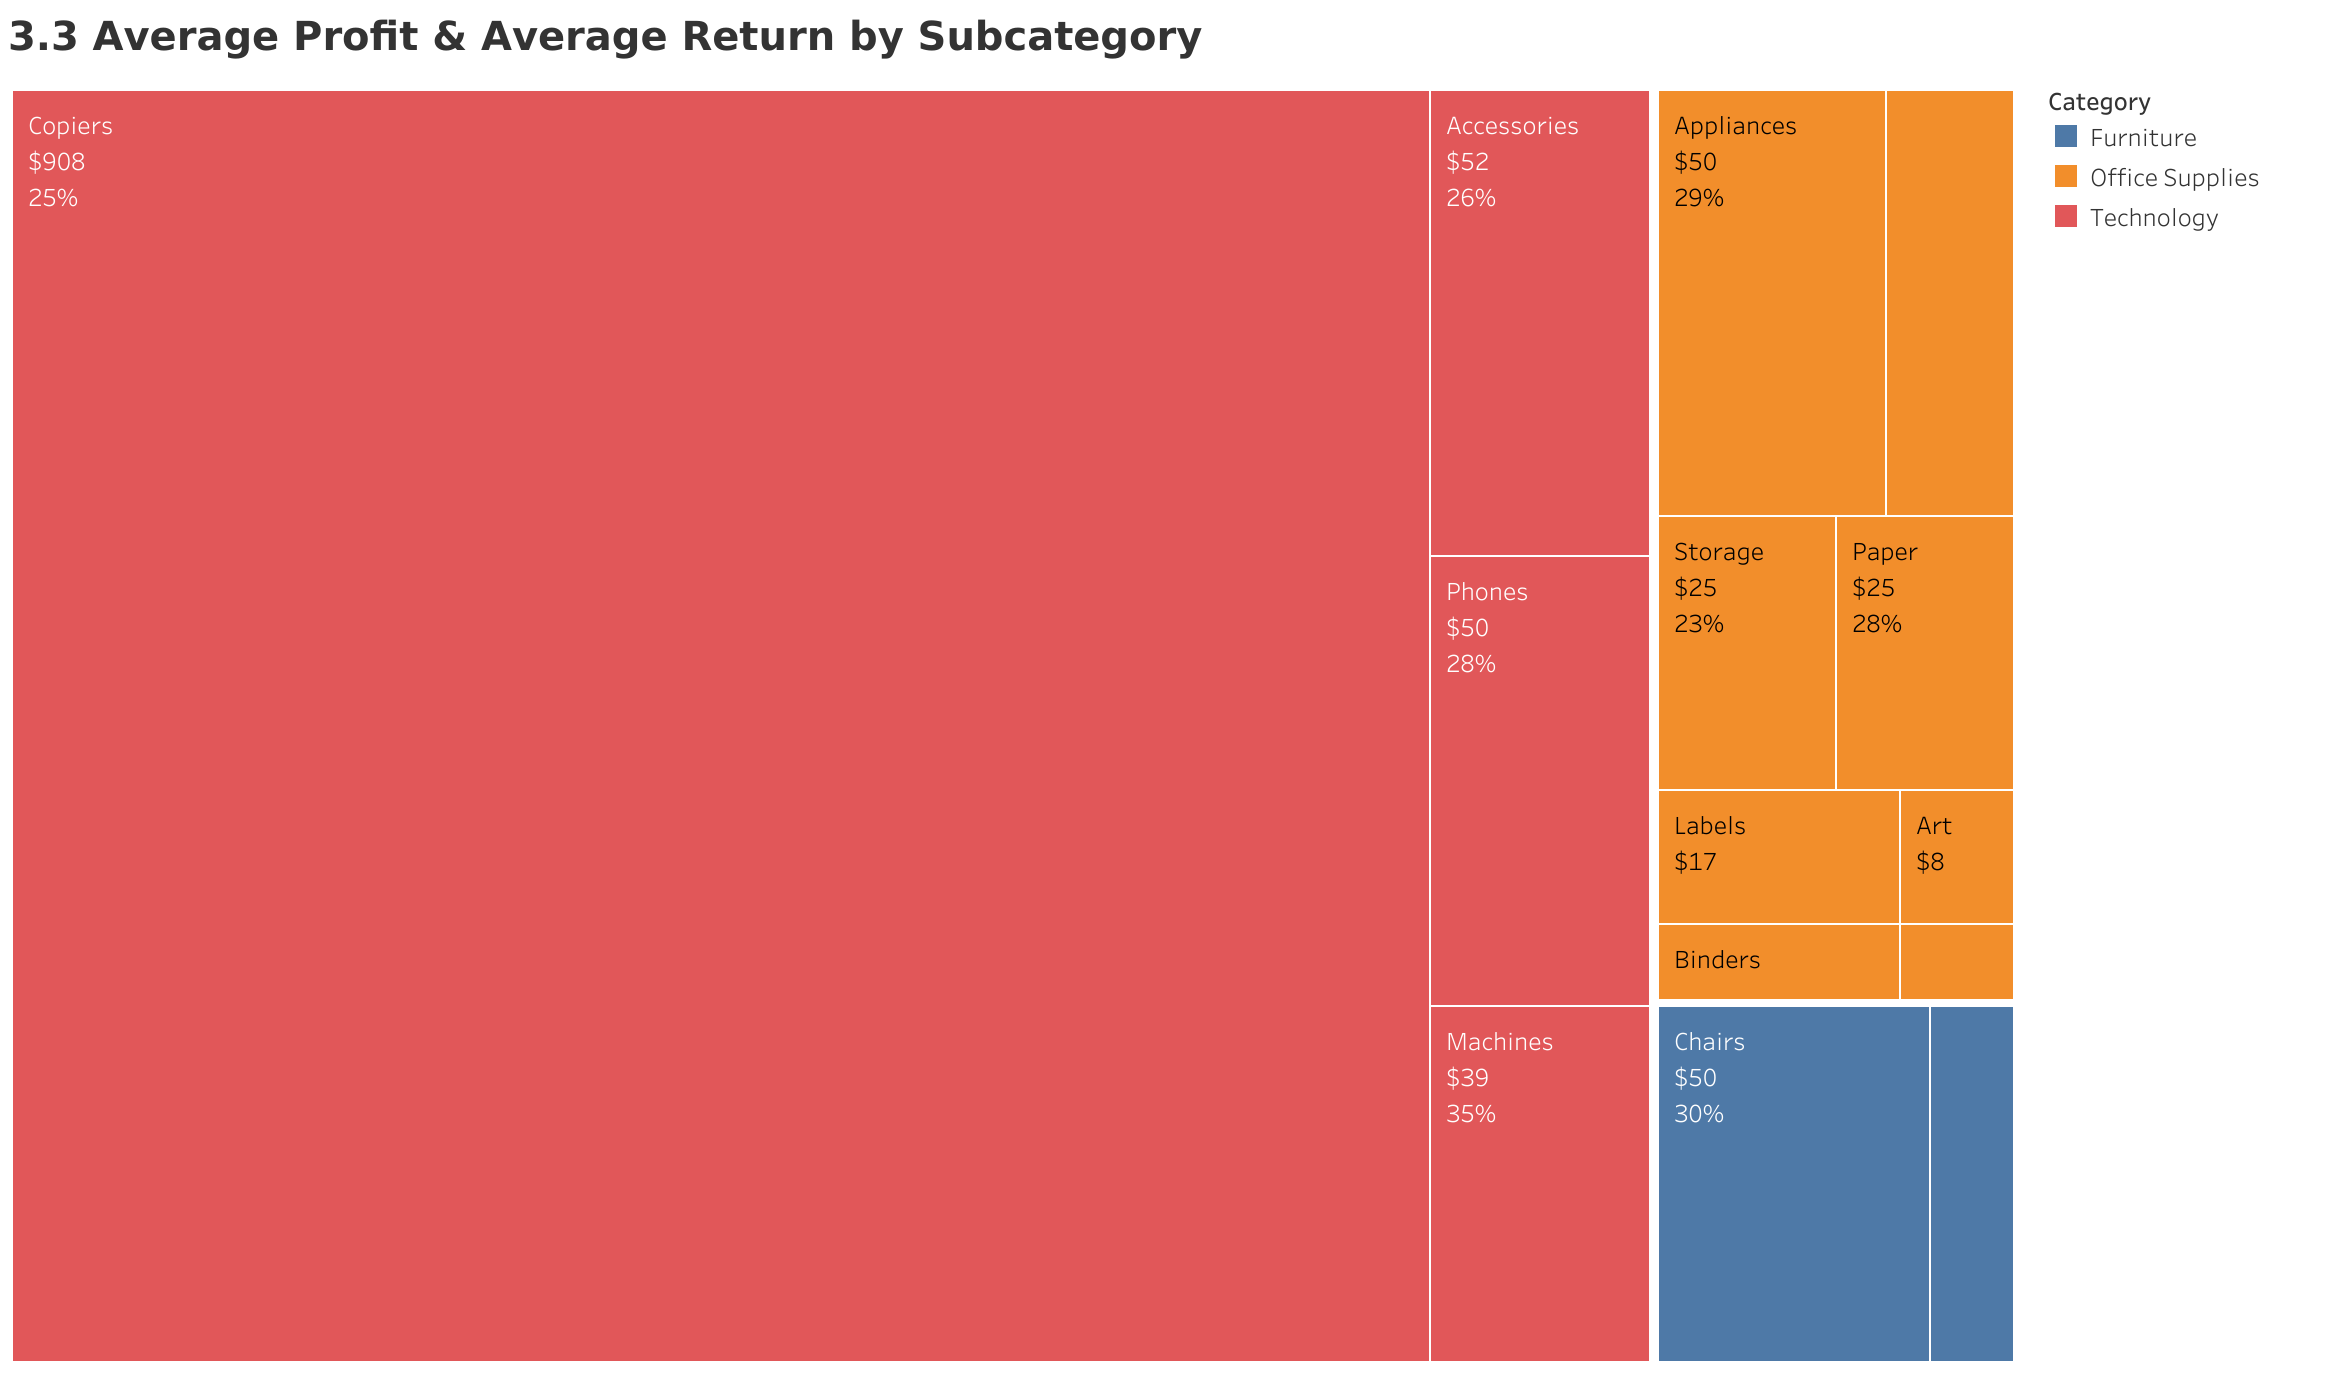 3.3 Average Profit & Average Return by Subcategory
Copiers
$908
25%
Accessories
$52
26%
Phones
$50
28%
Machines
$39
35%
Appliances
$50
29%
Storage
$25
23%
Paper
$25
28%
Labels
$17
Art
$8
Binders
Chairs
$50
30%
Category
Furniture
Office Supplies
Technology